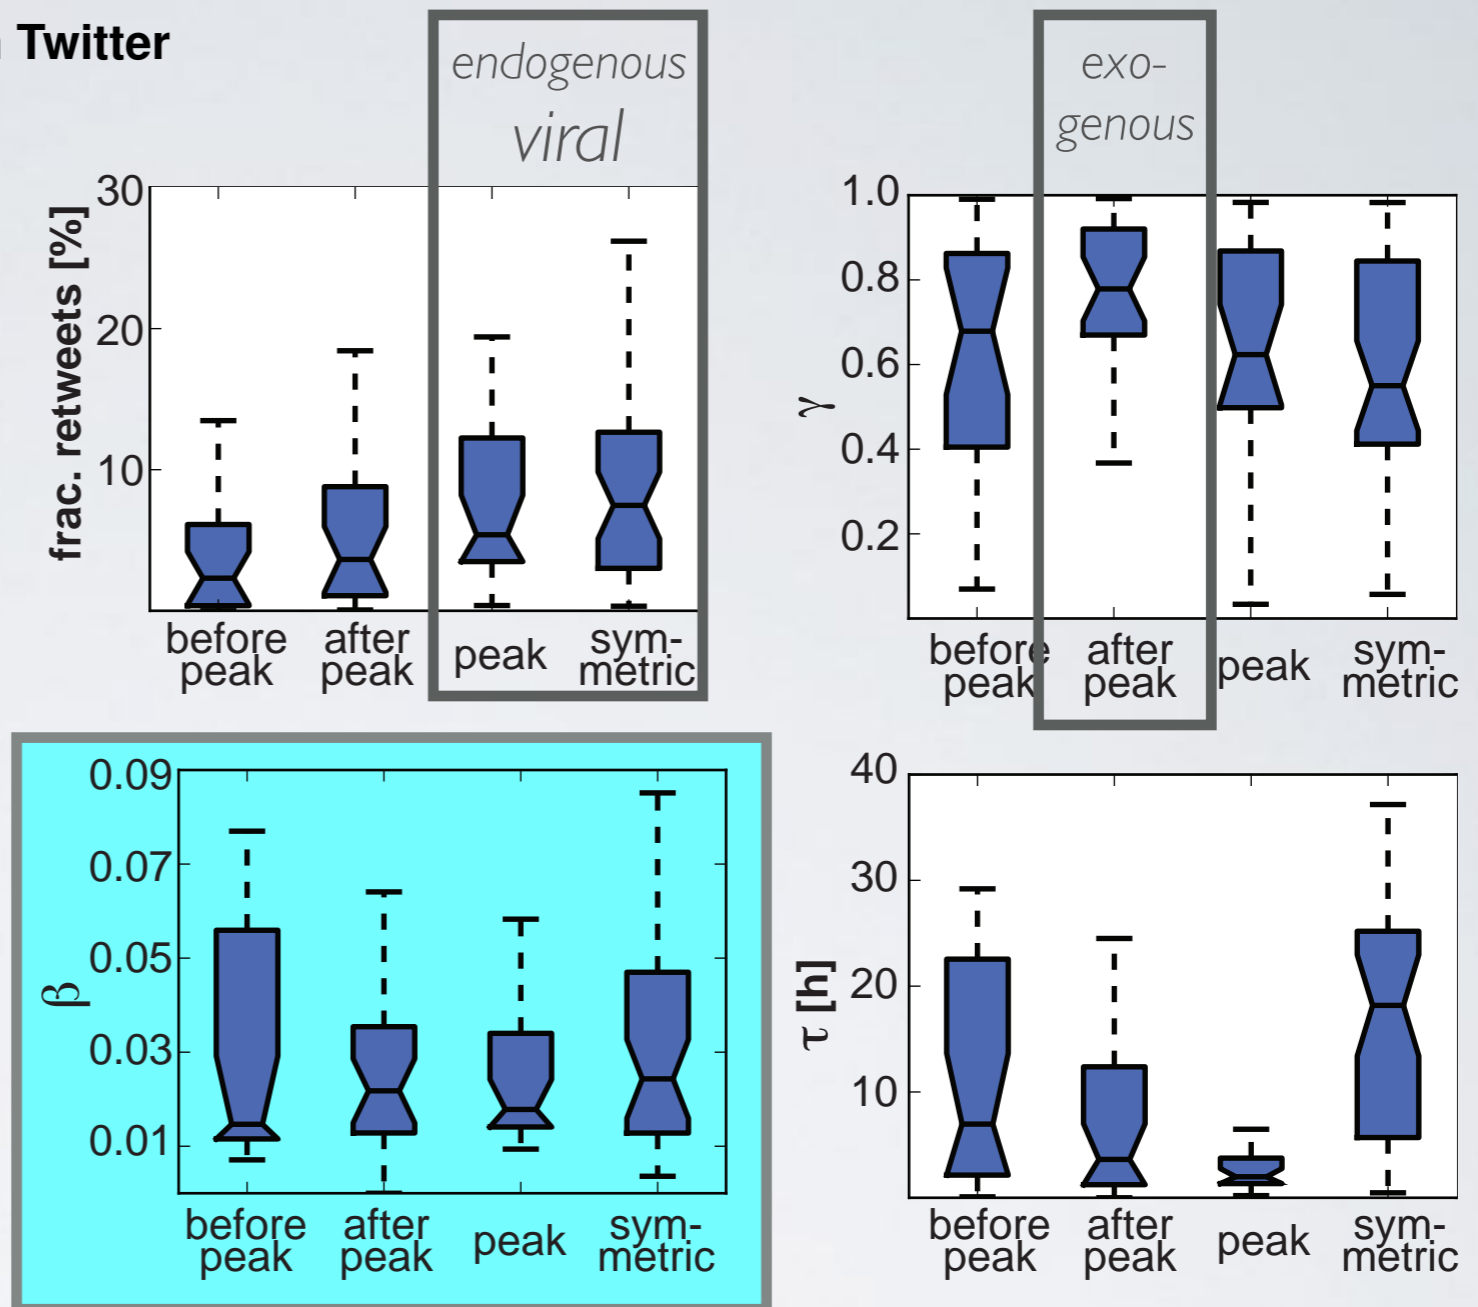 Twitter
endogenous
viral
exo-
genous
frac. retweets [%]
30
20
10
before
peak
after
peak
peak
sym-
metric
γ
1.0
0.8
0.6
0.4
0.2
before
peak
after
peak
peak
sym-
metric
β
0.09
0.07
0.05
0.03
0.01
before
peak
after
peak
peak
sym-
metric
τ [h]
40
30
20
10
before
peak
after
peak
peak
sym-
metric